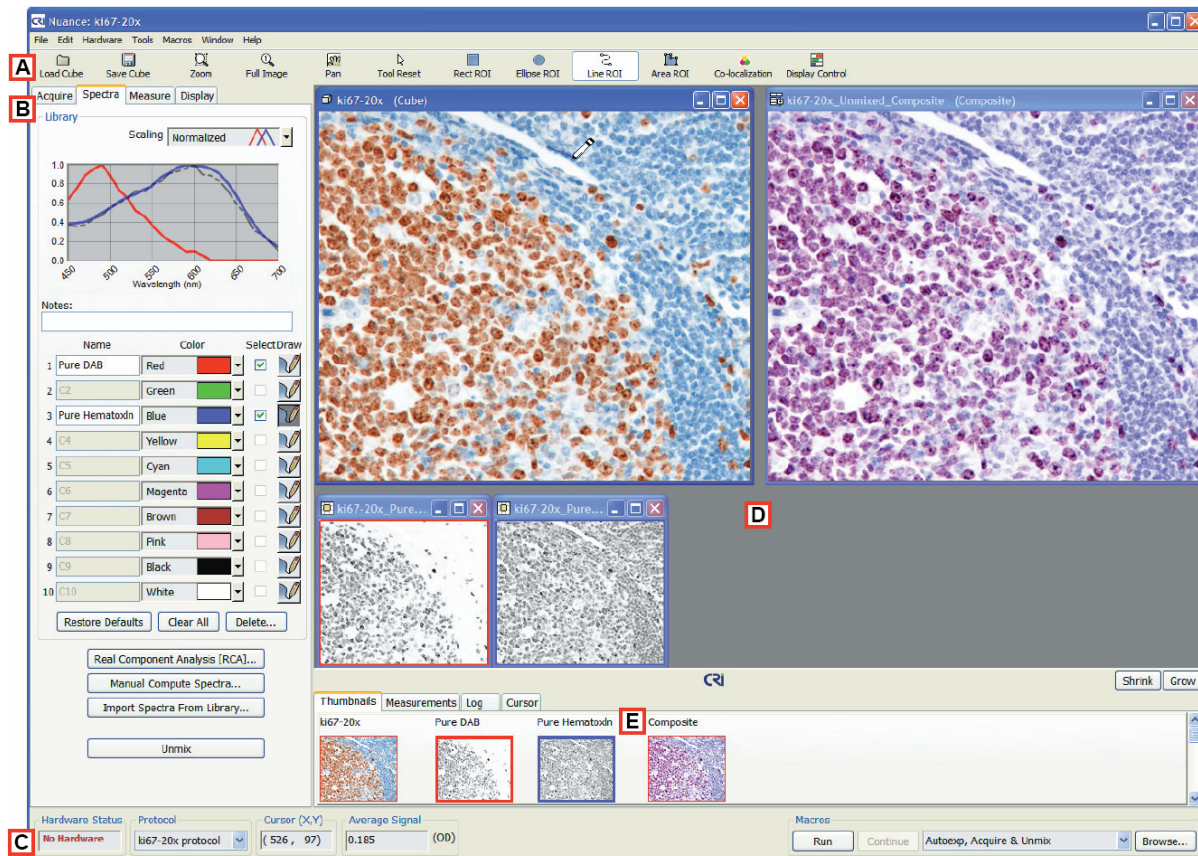 CRi Nuance: ki67-20x
File Edit Hardware Tools Macros Window Help
A
Load Cube Save Cube Zoom Full Image Pan Tool Reset Rect ROI Ellipse ROI Line ROI Area ROI Co-localization Display Control
B
Acquire Spectra Measure Display
Library
Scaling Normalized
1.0
0.8
0.6
0.4
0.2
0.0
450 500 550 600 650 700
Wavelength (nm)
Notes:
Name Color Select Draw
1 Pure DAB Red
2 C2 Green
3 Pure Hematoxln Blue
4 C4 Yellow
5 C5 Cyan
6 C6 Magenta
7 C7 Brown
8 C8 Pink
9 C9 Black
10 C10 White
Restore Defaults Clear All Delete...
Real Component Analysis [RCA]...
Manual Compute Spectra...
Import Spectra From Library...
Unmix
ki67-20x (Cube)
ki67-20x_Unmixed_Composite (Composite)
ki67-20x_Pure...
ki67-20x_Pure...
D
CRi
Shrink Grow
Thumbnails Measurements Log Cursor
ki67-20x Pure DAB Pure Hematoxln E Composite
C
Hardware Status Protocol Cursor (X,Y) Average Signal Macros
No Hardware ki67-20x protocol (526 , 97) 0.185 (OD) Run Continue Autoexp, Acquire & Unmix Browse...